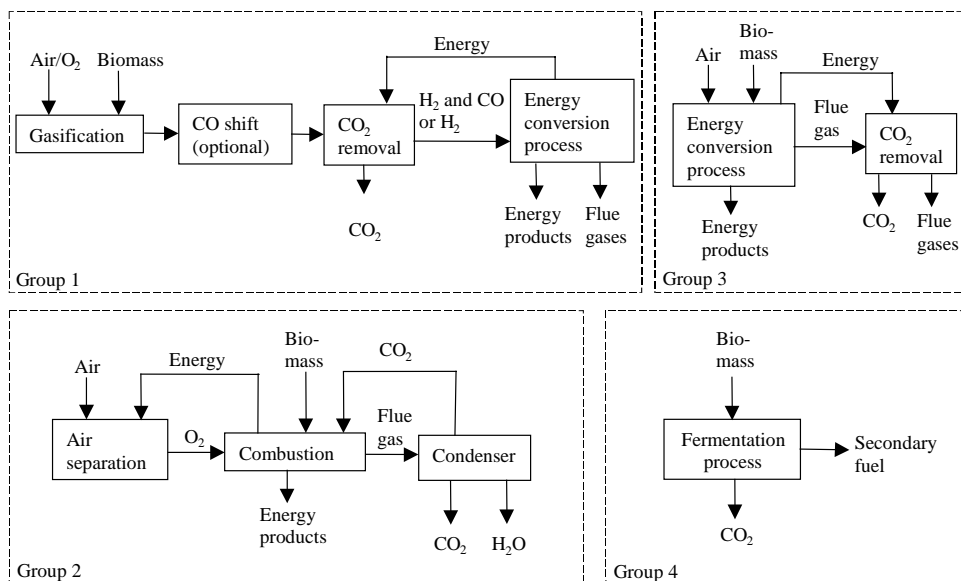 Air/O₂ Biomass
Gasification
CO shift
(optional)
CO₂
removal
Energy
H₂ and CO
or H₂
Energy
conversion
process
CO₂
Energy
products
Flue
gases
Group 1
Air
Bio-
mass
Energy
Energy
conversion
process
Flue
gas
CO₂
removal
Energy
products
CO₂
Flue
gases
Group 3
Air
Energy
Bio-
mass
CO₂
Air
separation
O₂
Combustion
Flue
gas
Condenser
Energy
products
CO₂
H₂O
Group 2
Bio-
mass
Fermentation
process
Secondary
fuel
CO₂
Group 4